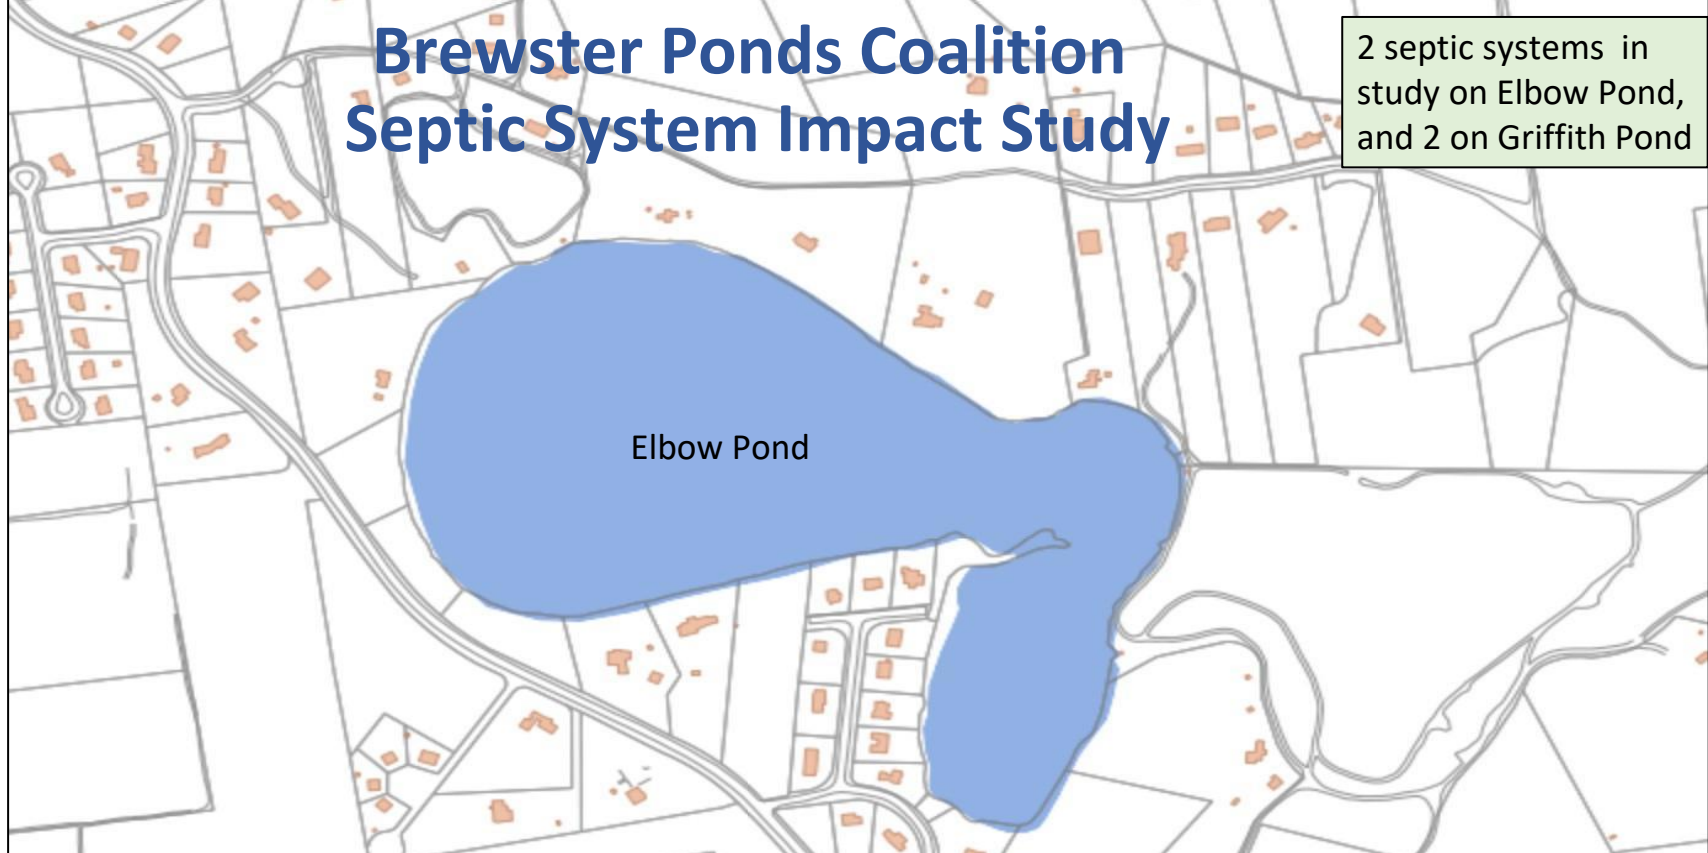 Brewster Ponds Coalition
Septic System Impact Study
2 septic systems in
study on Elbow Pond,
and 2 on Griffith Pond
Elbow Pond